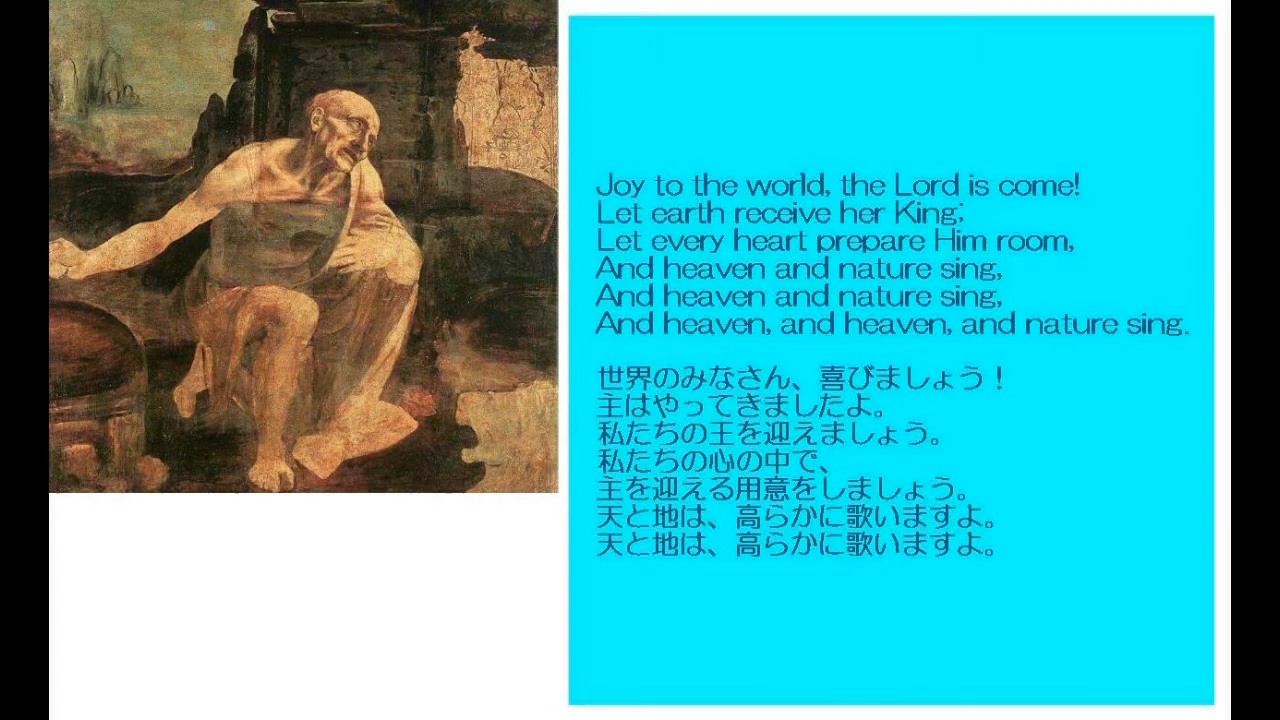 Joy to the world, the Lord is come!
Let earth receive her King;
Let every heart prepare Him room,
And heaven and nature sing,
And heaven and nature sing,
And heaven, and heaven, and nature sing.
世界のみなさん、喜びましょう！
主はやってきましたよ。
私たちの王を迎えましょう。
私たちの心の中で、
主を迎える用意をしましょう。
天と地は、高らかに歌いますよ。
天と地は、高らかに歌いますよ。